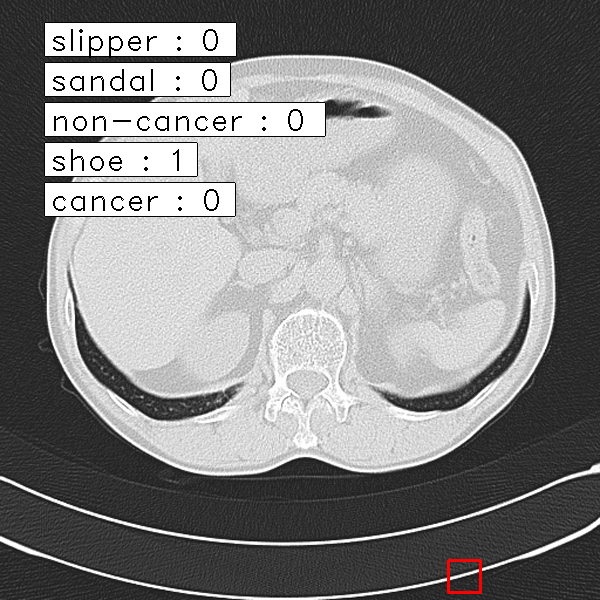 slipper : 0
sandal : 0
non-cancer : 0
shoe : 1
cancer : 0